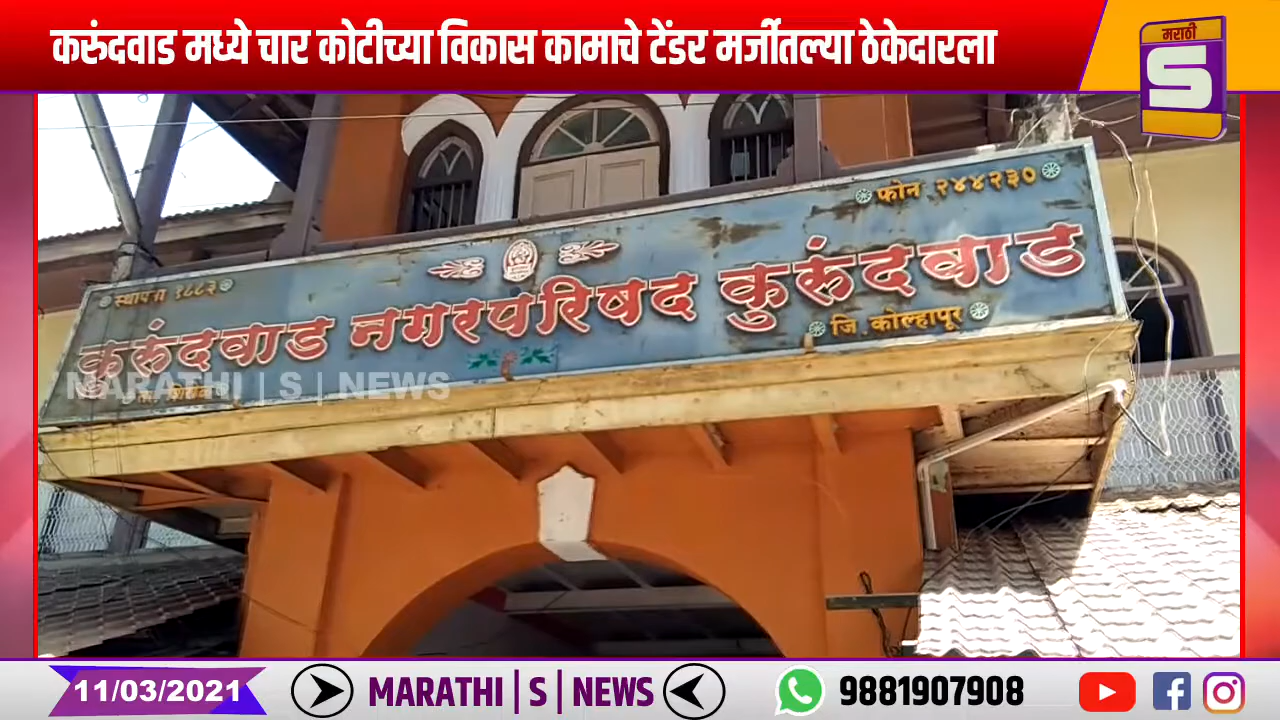 करुंदवाड मध्ये चार कोटीच्या विकास कामाचे टेंडर मर्जीतल्या ठेकेदारला
मराठी
S
फोन २४४२३०
स्थापना १८८३
कुरुंदवाड नगरपरिषद कुरुंदवाड
जि. कोल्हापूर
MARATHI | S | NEWS
11/03/2021
MARATHI | S | NEWS
9881907908